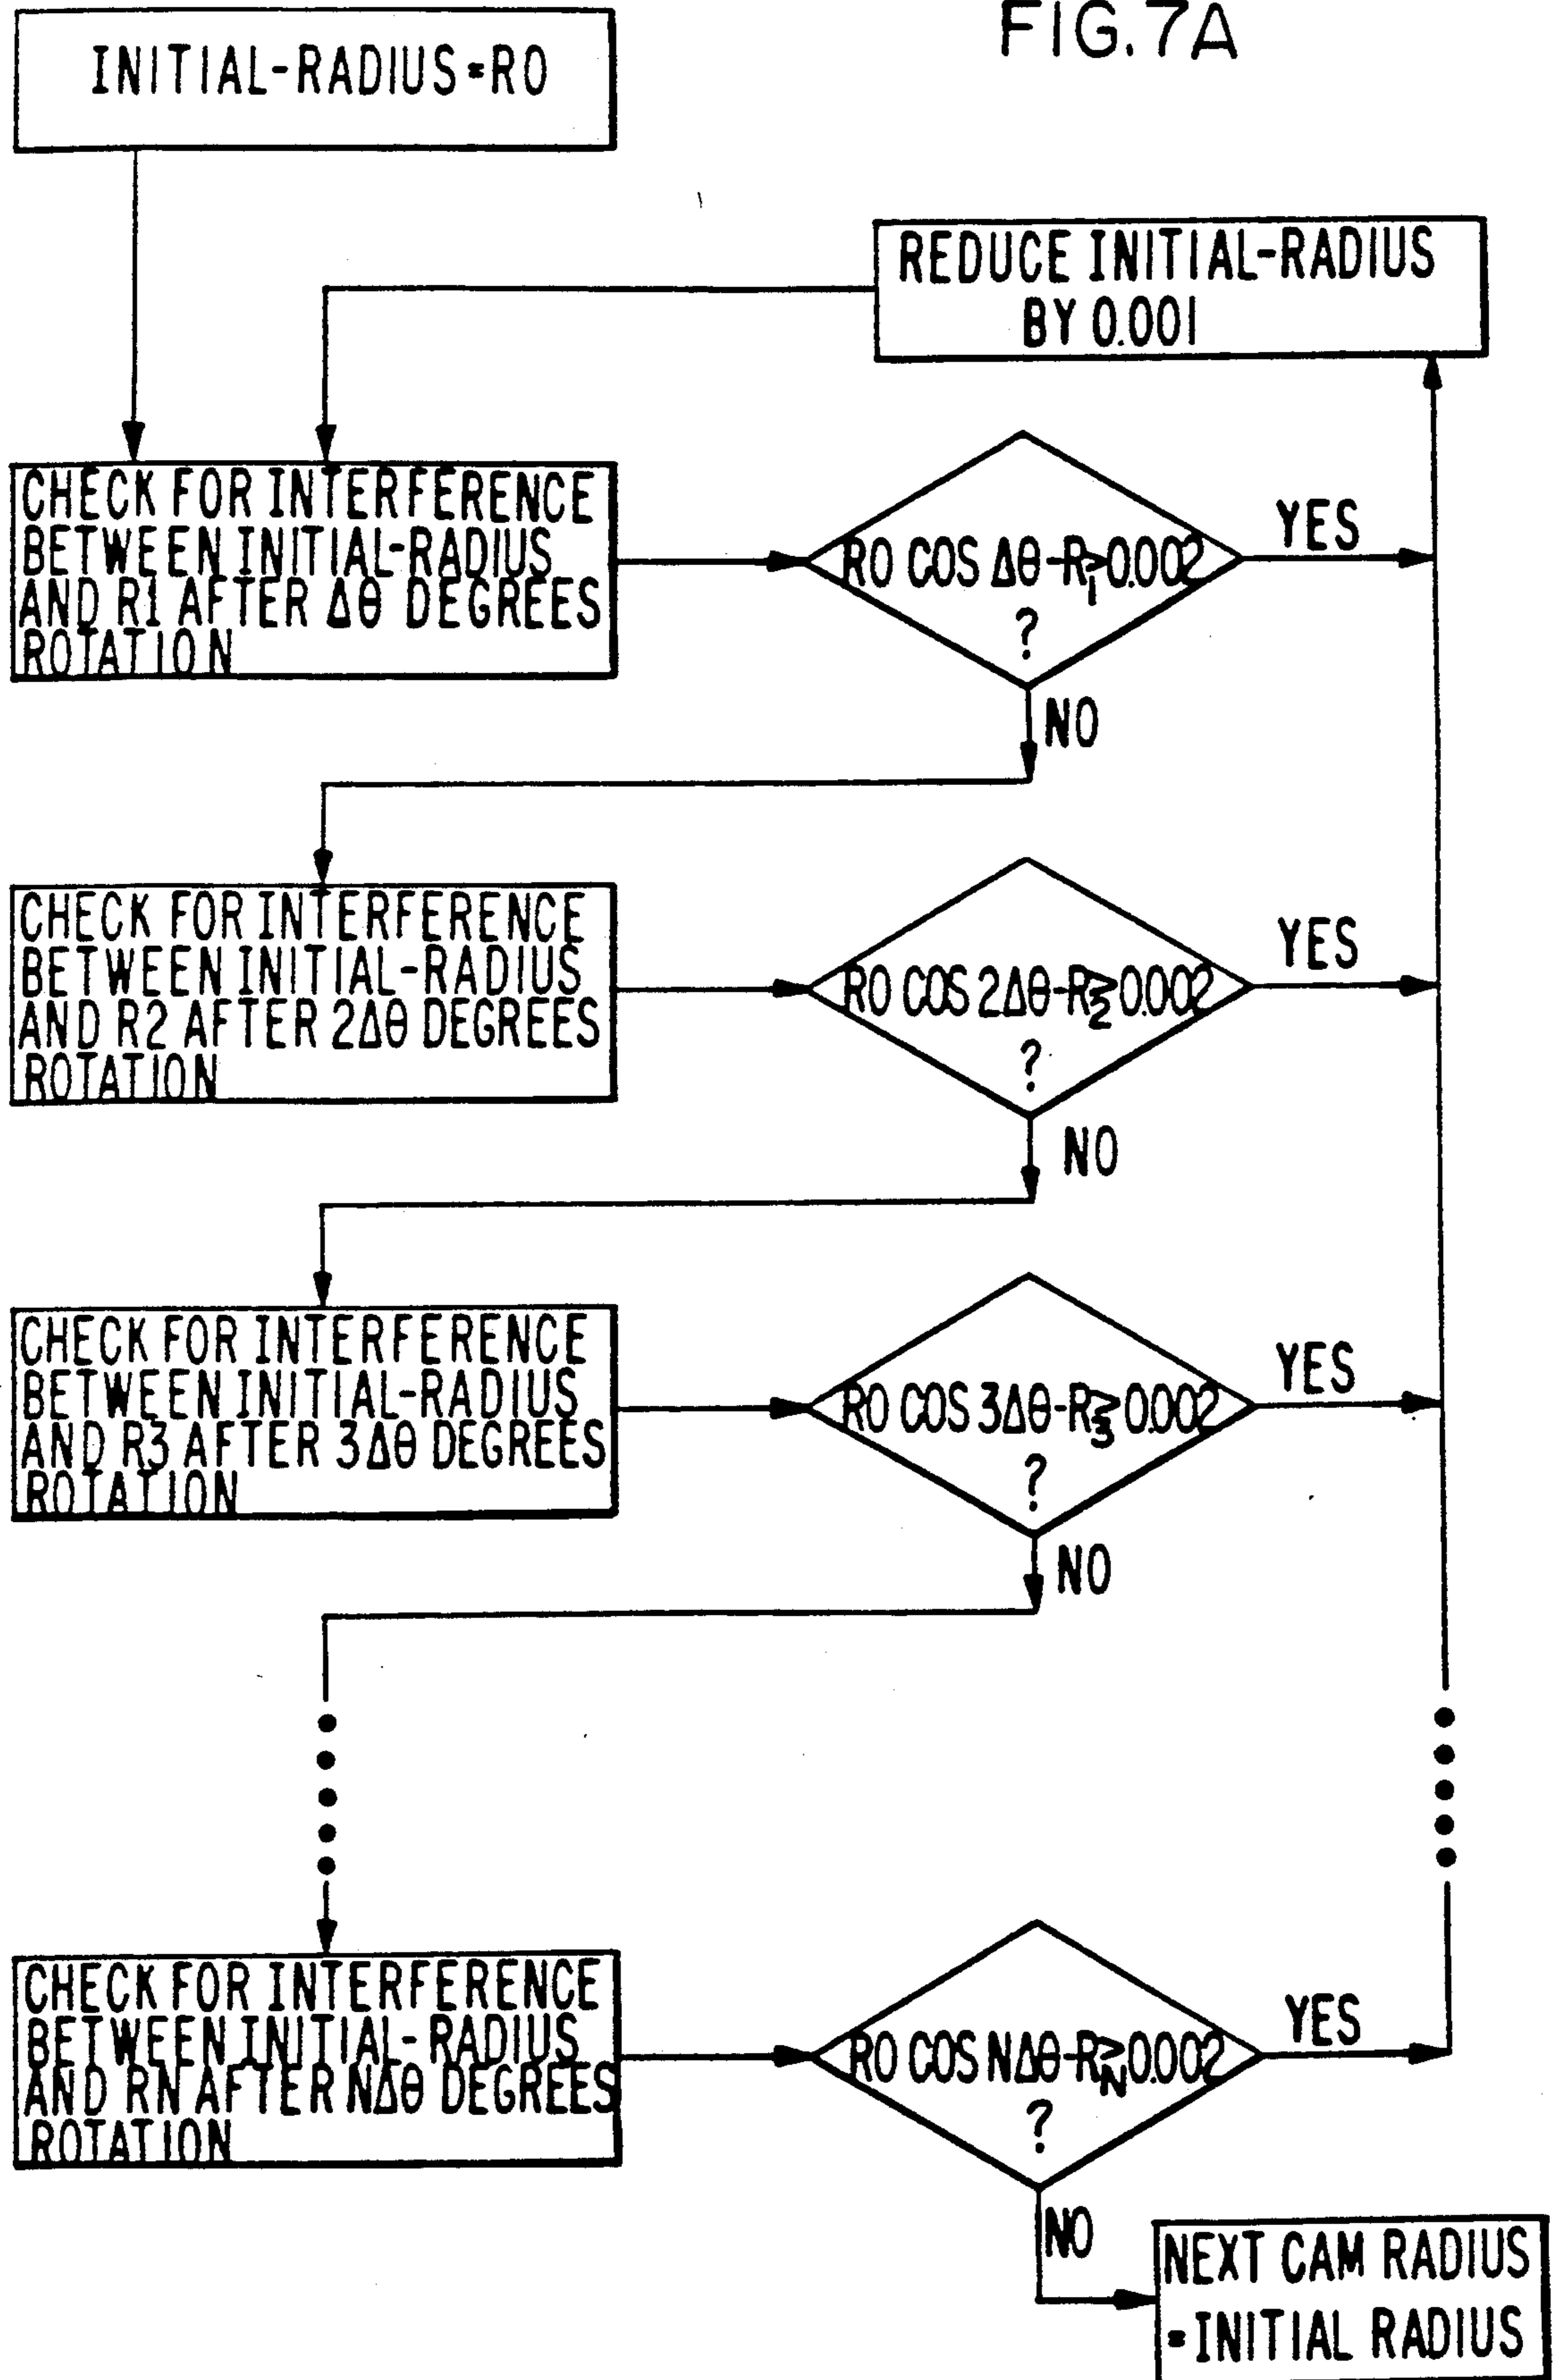 FIG.7A
INITIAL-RADIUS=R0
REDUCE INITIAL-RADIUS
BY 0.001
CHECK FOR INTERFERENCE
BETWEEN INITIAL-RADIUS
AND R1 AFTER Δθ DEGREES
ROTATION
R0 COS Δθ-R₁≥0.002
?
YES
NO
CHECK FOR INTERFERENCE
BETWEEN INITIAL-RADIUS
AND R2 AFTER 2Δθ DEGREES
ROTATION
R0 COS 2Δθ-R₂≥0.002
?
YES
NO
CHECK FOR INTERFERENCE
BETWEEN INITIAL-RADIUS
AND R3 AFTER 3Δθ DEGREES
ROTATION
R0 COS 3Δθ-R₃≥0.002
?
YES
NO
CHECK FOR INTERFERENCE
BETWEEN INITIAL-RADIUS
AND RN AFTER NΔθ DEGREES
ROTATION
R0 COS NΔθ-R_N≥0.002
?
YES
NO
NEXT CAM RADIUS
=INITIAL RADIUS